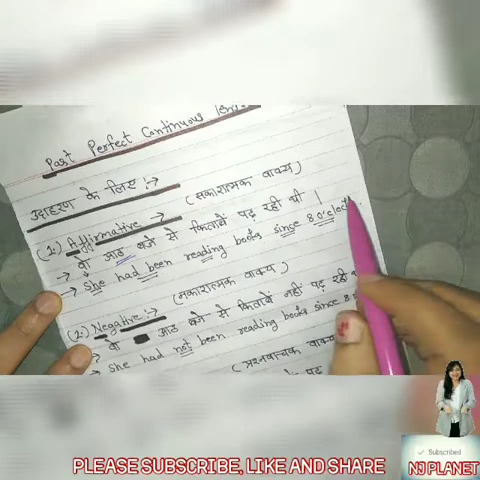 Past Perfect Continuous
उदाहरण के लिए :→
(1.) Affirmative → (सकारात्मक वाक्य)
→ वो आठ बजे से किताबें पढ़ रही थी ।
→ She had been reading books since 8 O'clock.
(2.) Negative :→ (नकारात्मक वाक्य)
→ वो आठ बजे से किताबें नहीं पढ़ रही
→ She had not been reading books since 8
(प्रश्नवाचक वाक्य
पढ़
Subscribed
NJ PLANET
PLEASE SUBSCRIBE, LIKE AND SHARE